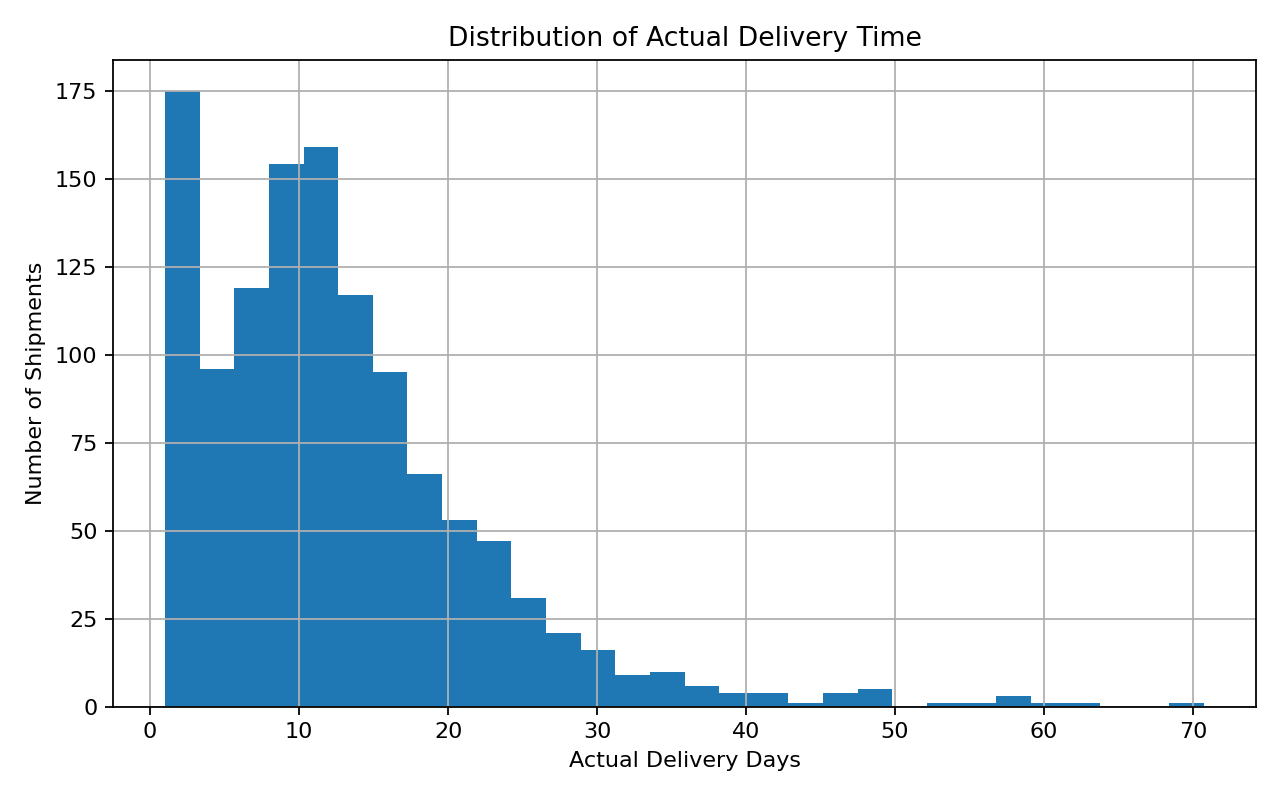 Distribution of Actual Delivery Time
Number of Shipments
175
150
125
100
75
50
25
0
0 10 20 30 40 50 60 70
Actual Delivery Days